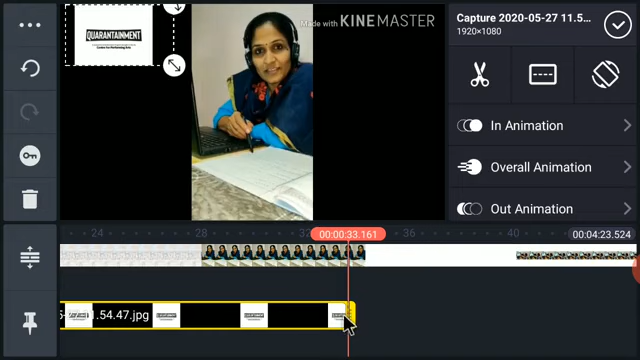 QUARANTAINMENT
Made with KINEMASTER
Capture 2020-05-27 11.5...
1920×1080
In Animation
Overall Animation
Out Animation
24
28
32
00:00:33.161
36
40
00:04:23.524
1.54.47.jpg